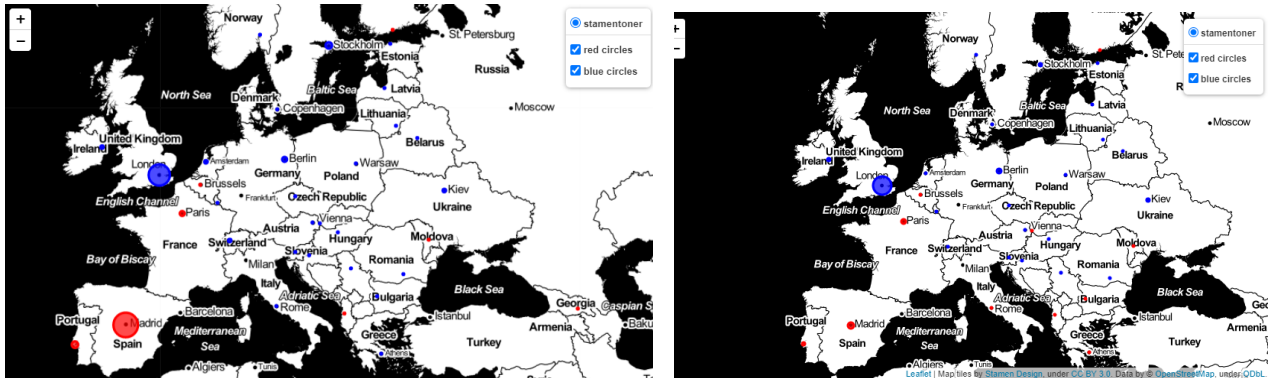 +
−
stamentoner
red circles
blue circles
Norway
Stockholm
St. Petersburg
Estonia
Russia
North Sea
Baltic Sea
Latvia
Denmark
Copenhagen
Moscow
Lithuania
United Kingdom
Ireland
Belarus
London
Amsterdam
Berlin
Warsaw
Germany
Poland
Brussels
Kiev
English Channel
Frankfurt
Czech Republic
Ukraine
Paris
Vienna
Austria
France
Switzerland
Hungary
Moldova
Slovenia
Bay of Biscay
Milan
Romania
Italy
Black Sea
Adriatic Sea
Bulgaria
Georgia
Caspian S
Barcelona
Rome
Istanbul
Portugal
Madrid
Mediterranean
Sea
Armenia
Baku
Spain
Greece
Turkey
Athens
Algiers
Tunis
+
−
stamentoner
red circles
blue circles
Norway
Stockholm
St. Pete
Estonia
North Sea
Baltic Sea
Latvia
Denmark
Copenhagen
Moscow
Lithuania
United Kingdom
Ireland
Belarus
London
Amsterdam
Berlin
Warsaw
Germany
Poland
Brussels
Kiev
English Channel
Frankfurt
Czech Republic
Ukraine
Paris
Vienna
Austria
France
Switzerland
Hungary
Moldova
Slovenia
Bay of Biscay
Milan
Romania
Italy
Black Sea
Adriatic Sea
Bulgaria
Geo
Barcelona
Rome
Istanbul
Portugal
Madrid
Mediterranean
Sea
Armen
Spain
Greece
Turkey
Athens
Algiers
Tunis
Leaflet | Map tiles by Stamen Design, under CC BY 3.0. Data by © OpenStreetMap, under ODbL.